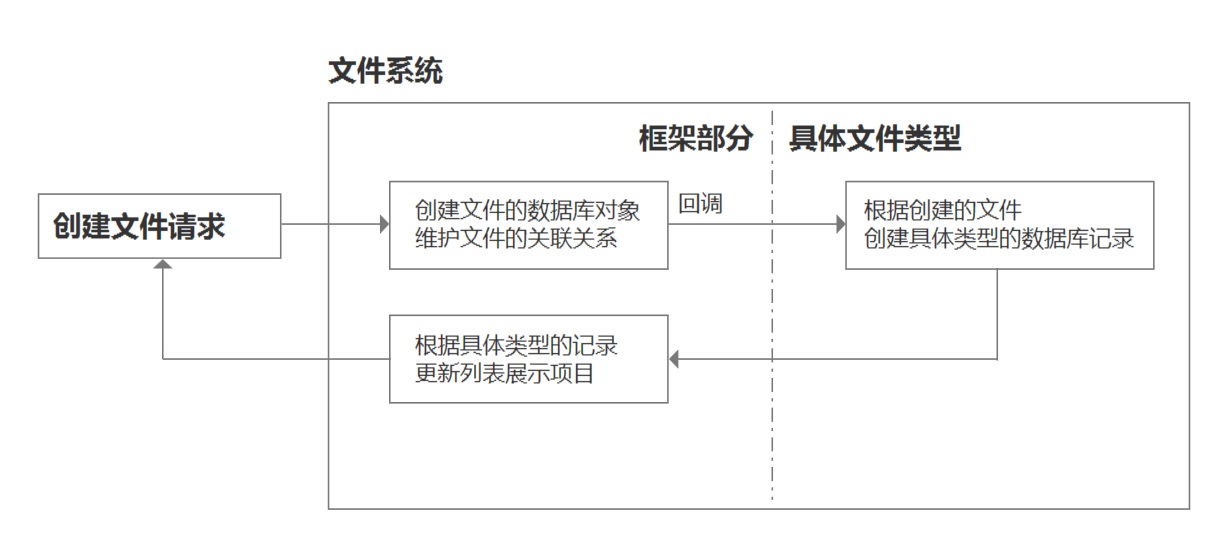 文件系统
框架部分
具体文件类型
创建文件请求
创建文件的数据库对象
维护文件的关联关系
回调
根据创建的文件
创建具体类型的数据库记录
根据具体类型的记录
更新列表展示项目